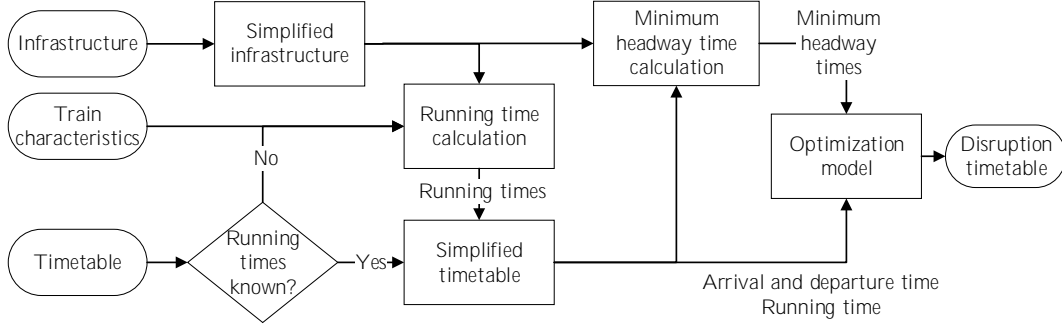 Infrastructure
Simplified
infrastructure
Minimum
headway time
calculation
Minimum
headway
times
Train
characteristics
Running time
calculation
Optimization
model
Disruption
timetable
No
Running times
Timetable
Running
times
known?
Yes
Simplified
timetable
Arrival and departure time
Running time